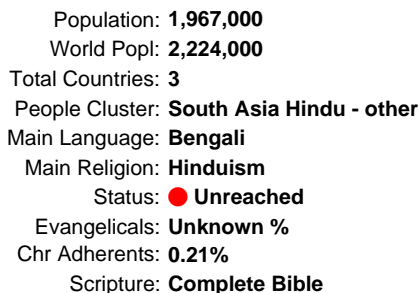 Population: 1,967,000
World Popl: 2,224,000
Total Countries: 3
People Cluster: South Asia Hindu - other
Main Language: Bengali
Main Religion: Hinduism
Status: Unreached
Evangelicals: Unknown %
Chr Adherents: 0.21%
Scripture: Complete Bible